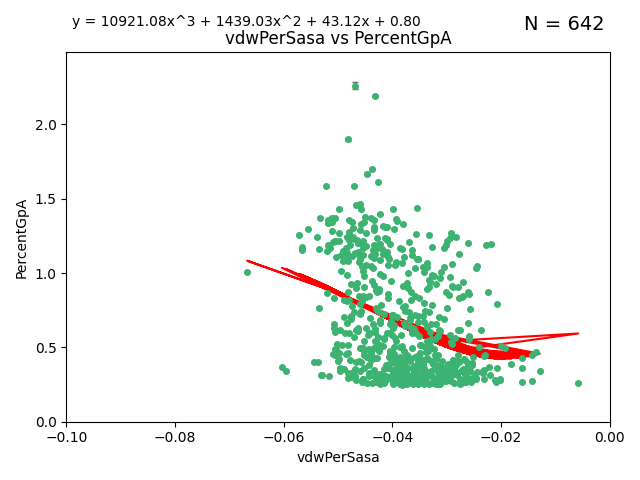 y = 10921.08x^3 + 1439.03x^2 + 43.12x + 0.80
N = 642
vdwPerSasa vs PercentGpA
PercentGpA
2.0
1.5
1.0
0.5
0.0
−0.10 −0.08 −0.06 −0.04 −0.02 0.00
vdwPerSasa